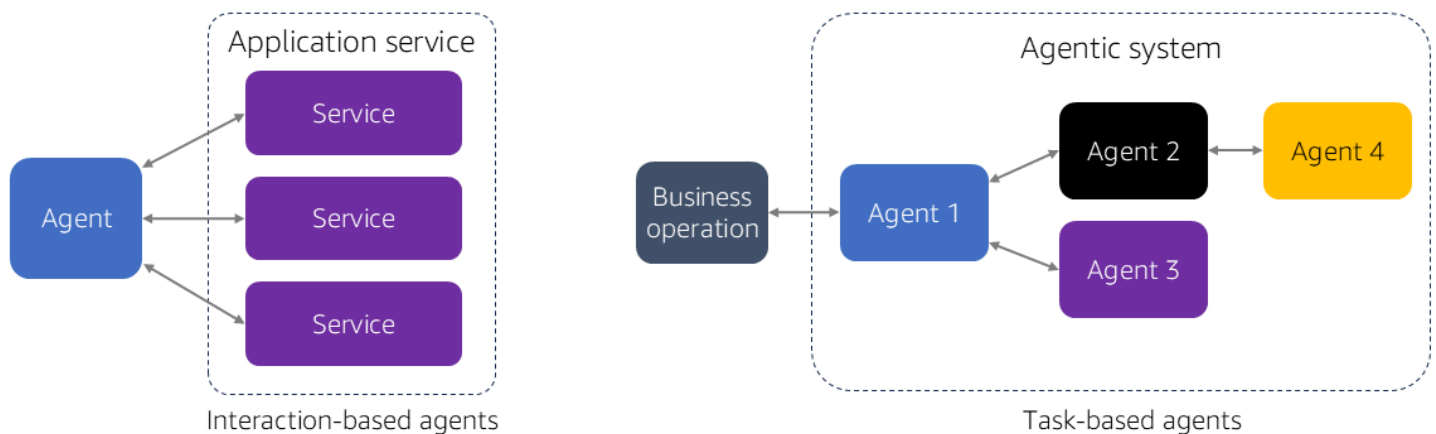 Application service
Service
Agent
Service
Service
Interaction-based agents
Agentic system
Business
operation
Agent 1
Agent 2
Agent 4
Agent 3
Task-based agents